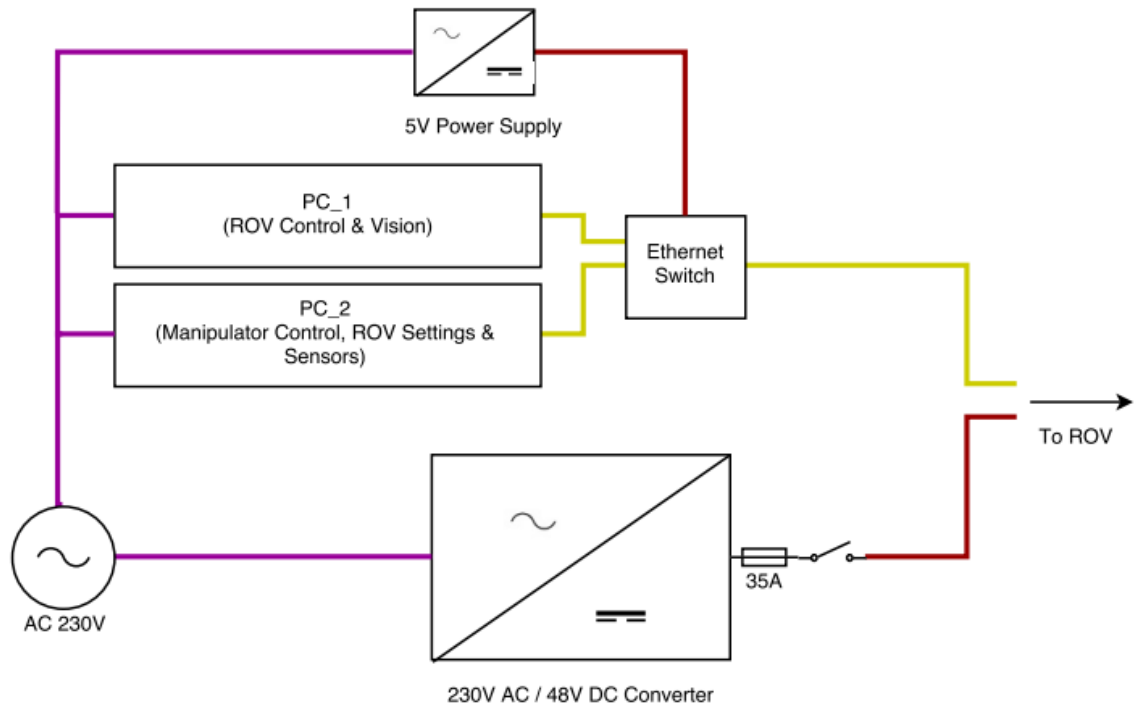 5V Power Supply
PC_1
(ROV Control & Vision)
Ethernet
Switch
PC_2
(Manipulator Control, ROV Settings &
Sensors)
To ROV
35A
AC 230V
230V AC / 48V DC Converter